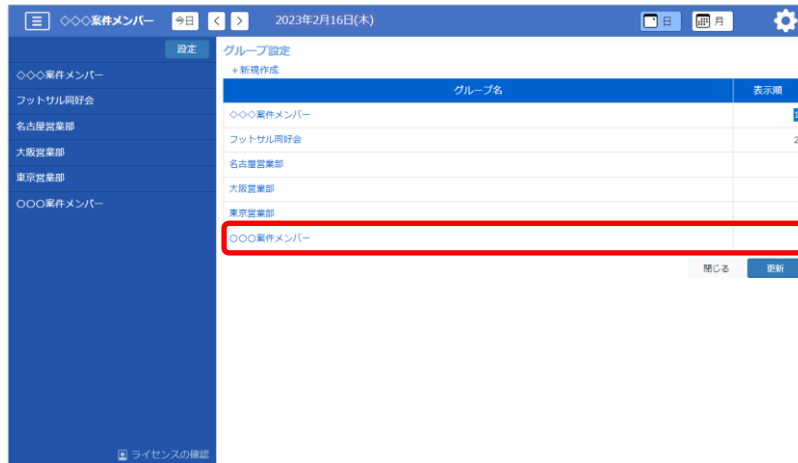 ◇◇◇案件メンバー 今日 < > 2023年2月16日(木) 日 月
設定
◇◇◇案件メンバー
フットサル同好会
名古屋営業部
大阪営業部
東京営業部
〇〇〇案件メンバー
ライセンスの確認
グループ設定
+新規作成
グループ名 表示順
◇◇◇案件メンバー 1
フットサル同好会 2
名古屋営業部
大阪営業部
東京営業部
〇〇〇案件メンバー
閉じる 更新